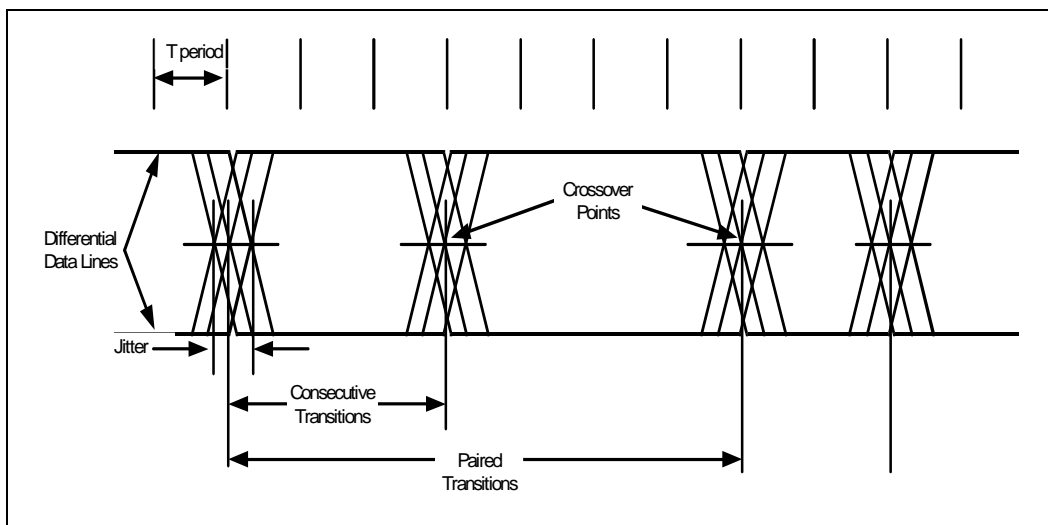 T period
Crossover
Points
Differential
Data Lines
Jitter
Consecutive
Transitions
Paired
Transitions